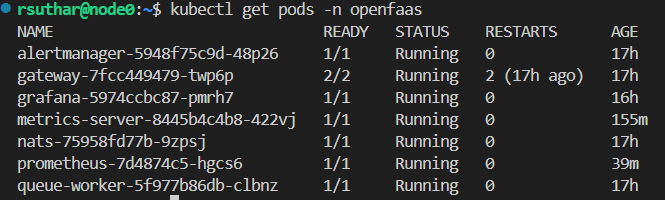 rsuthar@node0:~$ kubectl get pods -n openfaas
NAME READY STATUS RESTARTS AGE
alertmanager-5948f75c9d-48p26 1/1 Running 0 17h
gateway-7fcc449479-twp6p 2/2 Running 2 (17h ago) 17h
grafana-5974ccbc87-pmrh7 1/1 Running 0 16h
metrics-server-8445b4c4b8-422vj 1/1 Running 0 155m
nats-75958fd77b-9zpsj 1/1 Running 0 17h
prometheus-7d4874c5-hgcs6 1/1 Running 0 39m
queue-worker-5f977b86db-clbnz 1/1 Running 0 17h